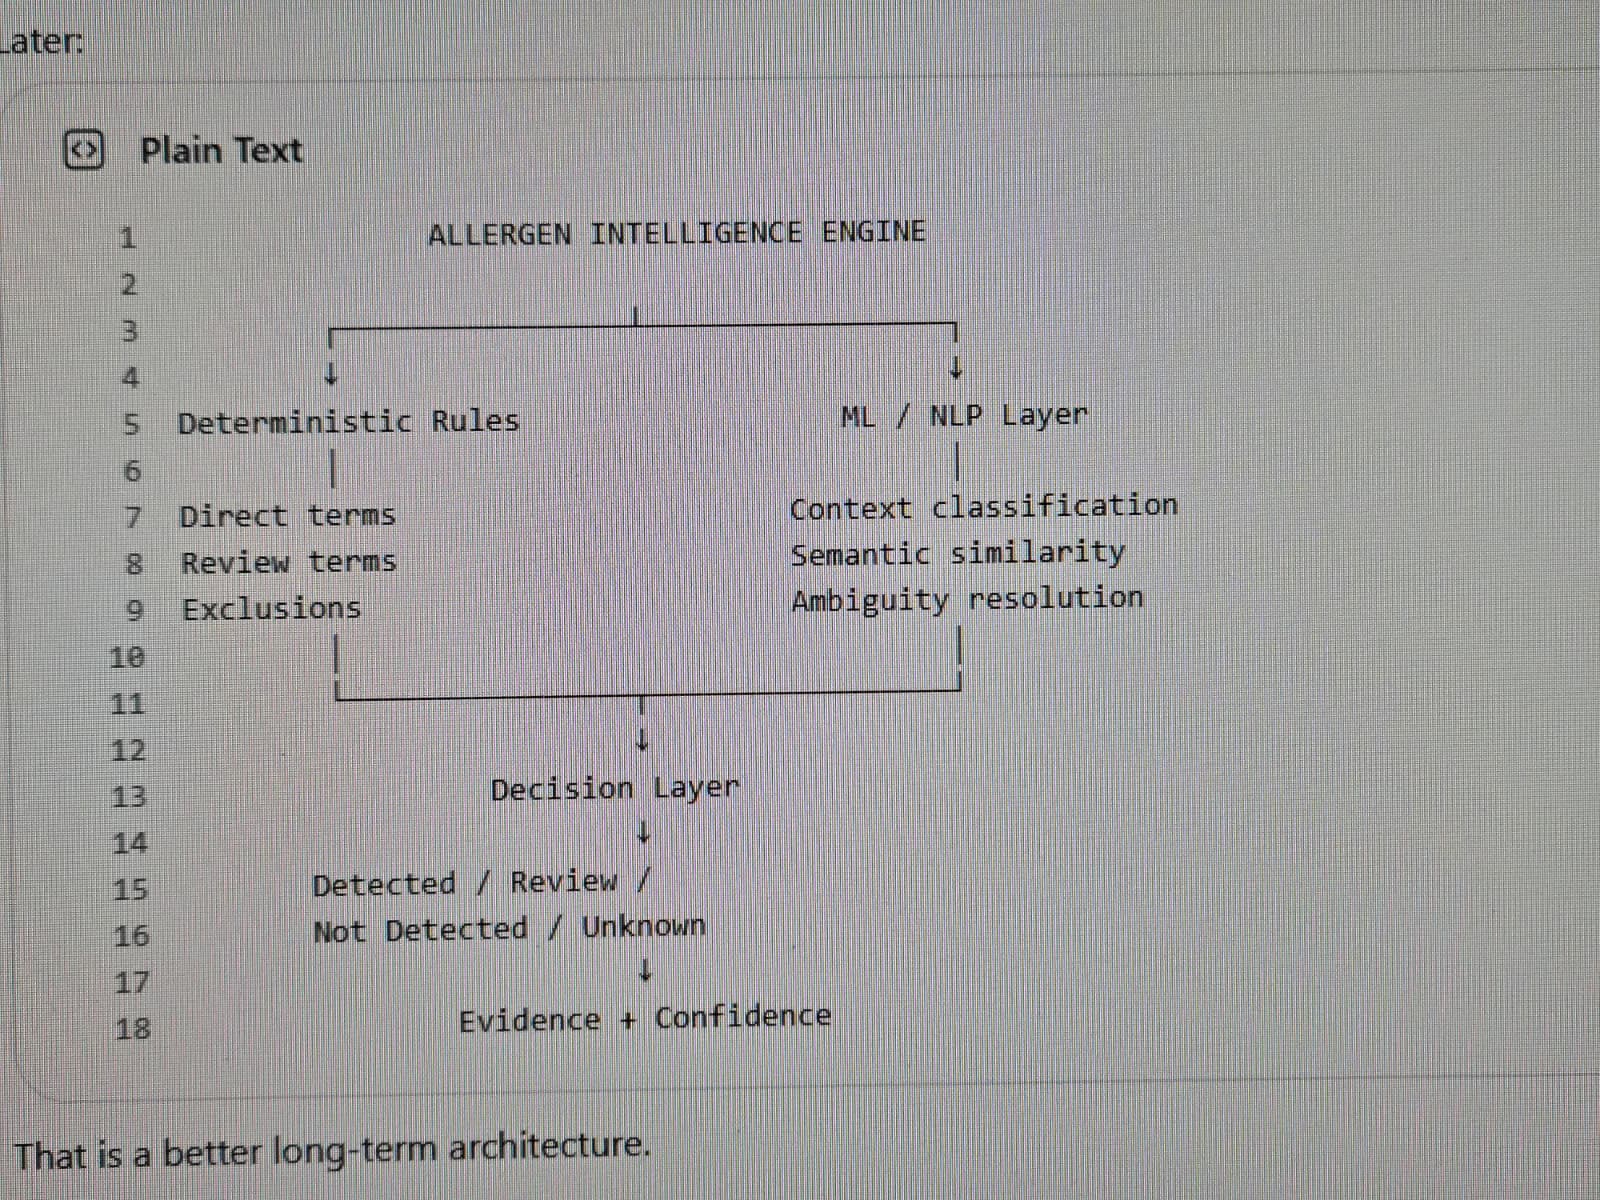 Later:
Plain Text
1 ALLERGEN INTELLIGENCE ENGINE
2
3
4 ↓ ↓
5 Deterministic Rules ML / NLP Layer
6 | |
7 Direct terms Context classification
8 Review terms Semantic similarity
9 Exclusions Ambiguity resolution
10 | |
11
12 ↓
13 Decision Layer
14 ↓
15 Detected / Review /
16 Not Detected / Unknown
17 ↓
18 Evidence + Confidence
That is a better long-term architecture.